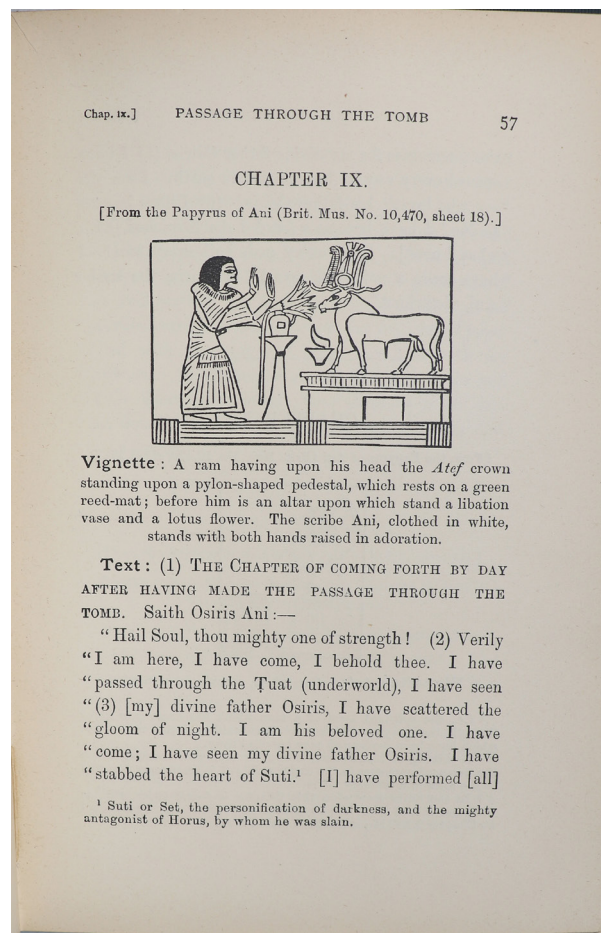 Chap. ix.] PASSAGE THROUGH THE TOMB 57
CHAPTER IX.
[From the Papyrus of Ani (Brit. Mus. No. 10,470, sheet 18).]
Vignette : A ram having upon his head the Atef crown
standing upon a pylon-shaped pedestal, which rests on a green
reed-mat ; before him is an altar upon which stand a libation
vase and a lotus flower. The scribe Ani, clothed in white,
stands with both hands raised in adoration.
Text : (1) THE CHAPTER OF COMING FORTH BY DAY
AFTER HAVING MADE THE PASSAGE THROUGH THE
TOMB. Saith Osiris Ani :—
“ Hail Soul, thou mighty one of strength ! (2) Verily
“ I am here, I have come, I behold thee. I have
“ passed through the Ṭuat (underworld), I have seen
“ (3) [my] divine father Osiris, I have scattered the
“ gloom of night. I am his beloved one. I have
“ come ; I have seen my divine father Osiris. I have
“ stabbed the heart of Suti.¹ [I] have performed [all]
¹ Suti or Set, the personification of darkness, and the mighty
antagonist of Horus, by whom he was slain.